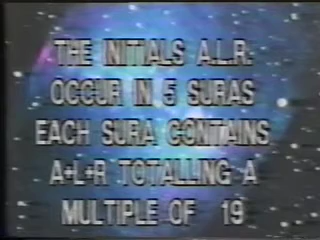 THE INITIALS A.L.R.
OCCUR IN 5 SURAS
EACH SURA CONTAINS
A+L+R TOTALLING A
MULTIPLE OF 19